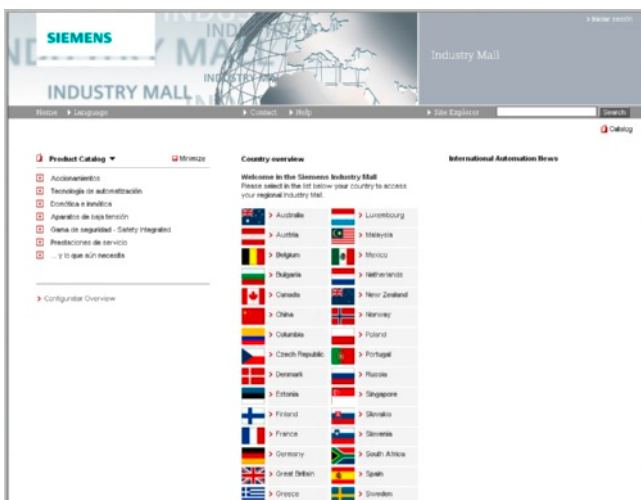 SIEMENS
INDUSTRY MALL
Industry Mall
> Iniciar sesión
Home Language Contact Help Site Explorer Search
Catalog
Product Catalog Minimize
Accionamientos
Tecnología de automatización
Domótica e inmótica
Aparatos de baja tensión
Gama de seguridad - Safety Integrated
Prestaciones de servicio
... y lo que aún necesita
> Configurator Overview
Country overview
Welcome in the Siemens Industry Mall
Please select in the list below your country to access
your regional Industry Mall.
> Australia > Luxembourg
> Austria > Malaysia
> Belgium > Mexico
> Bulgaria > Netherlands
> Canada > New Zealand
> China > Norway
> Columbia > Poland
> Czech Republic > Portugal
> Denmark > Russia
> Estonia > Singapore
> Finland > Slovakia
> France > Slovenia
> Germany > South Africa
> Great Britain > Spain
> Greece > Sweden
International Automation News